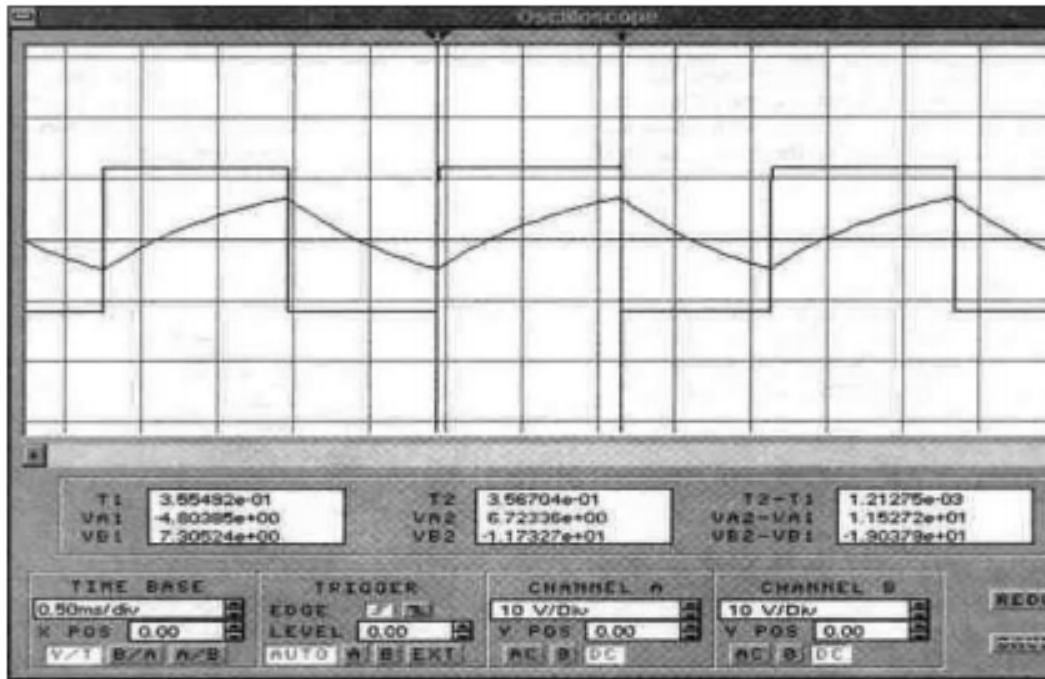 Oscilloscope
T1 3.55492e-01 T2 3.56704e-01 T2-T1 1.21275e-03
VA1 -4.80385e+00 VA2 6.72336e+00 VA2-VA1 1.15272e+01
VB1 7.30524e+00 VB2 -1.17327e+01 VB2-VB1 -1.90379e+01
TIME BASE TRIGGER CHANNEL A CHANNEL B
0.50ms/div EDGE 10 V/Div 10 V/Div
X POS 0.00 LEVEL 0.00 Y POS 0.00 Y POS 0.00
Y/T B/A A/B AUTO A B EXT AC 0 DC AC 0 DC